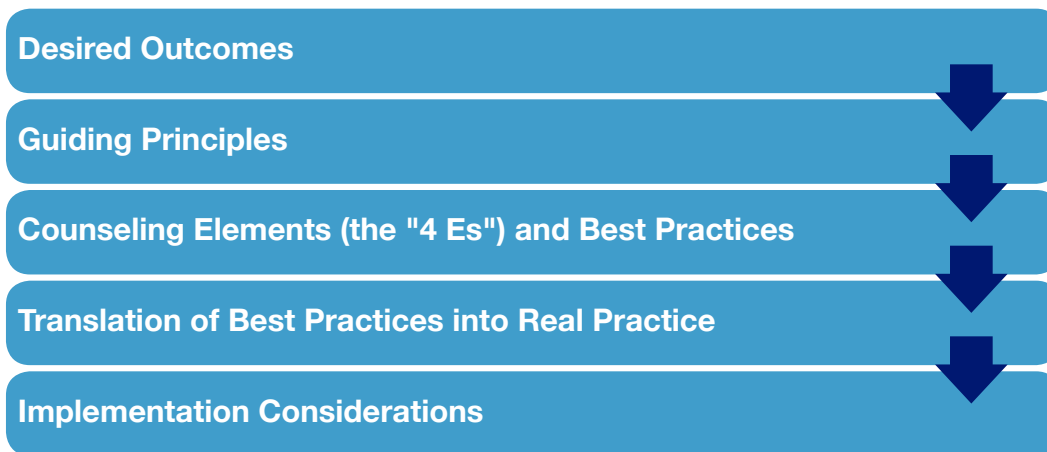 Desired Outcomes
Guiding Principles
Counseling Elements (the "4 Es") and Best Practices
Translation of Best Practices into Real Practice
Implementation Considerations